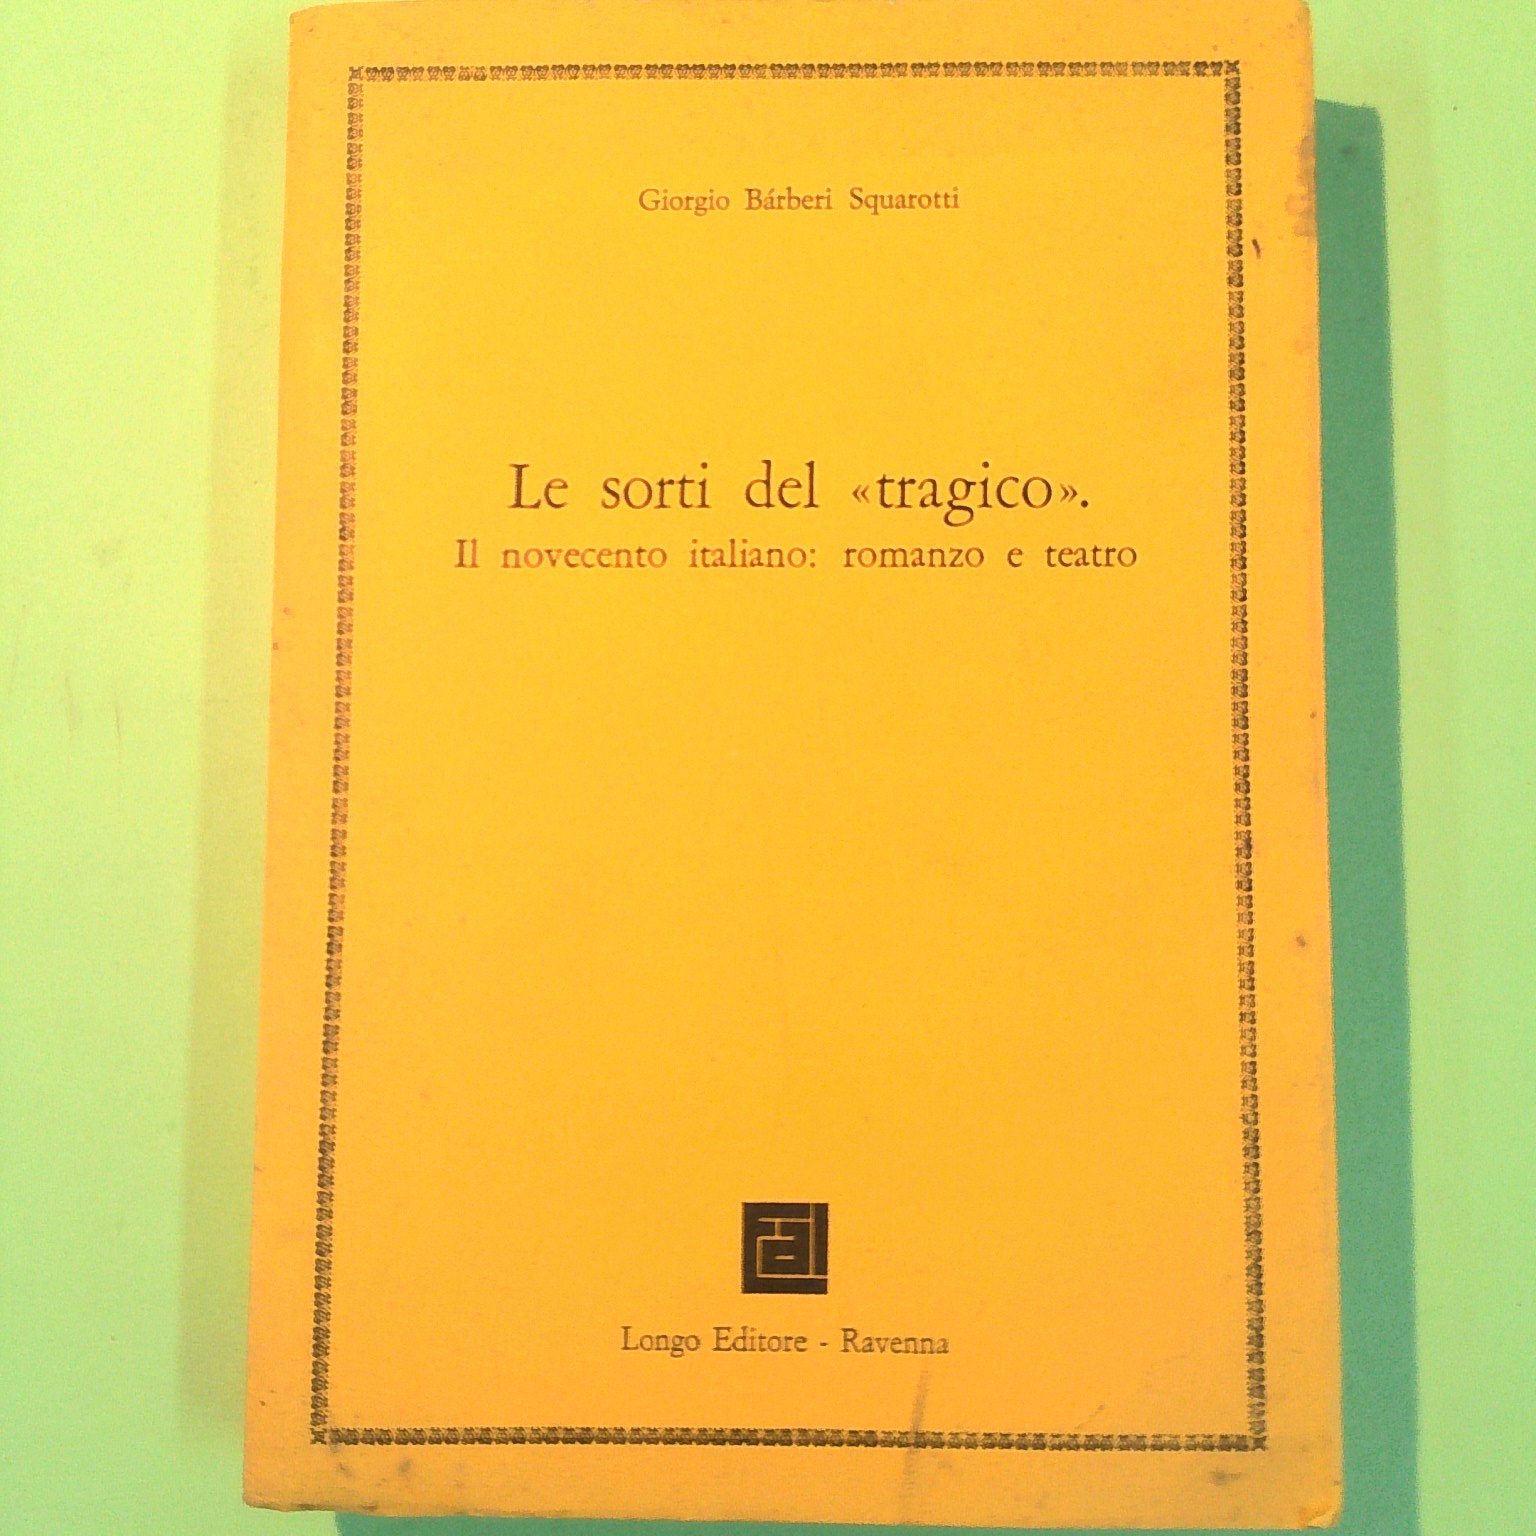 Giorgio Bárberi Squarotti
Le sorti del «tragico».
Il novecento italiano: romanzo e teatro
Longo Editore - Ravenna